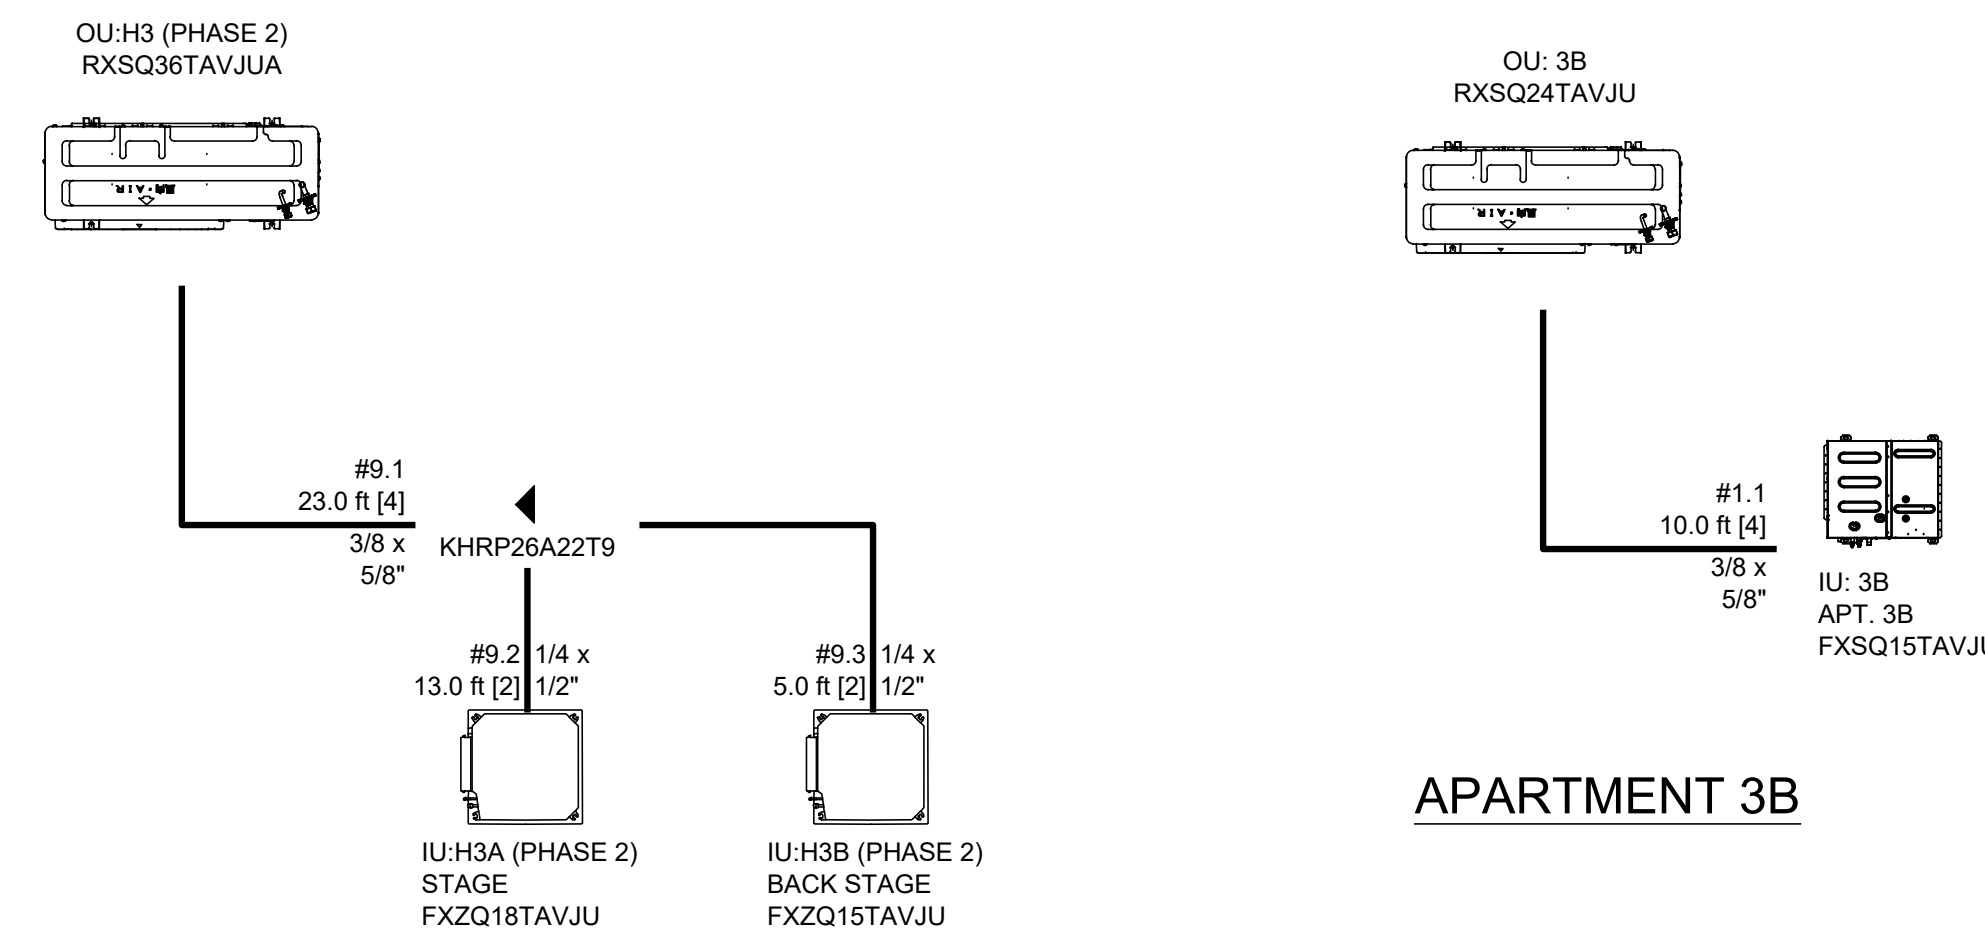 OU:H3 (PHASE 2)
RXSQ36TAVJUA
#9.1
23.0 ft [4]
3/8 x
5/8"
KHRP26A22T9
#9.2 1/4 x
13.0 ft [2] 1/2"
#9.3 1/4 x
5.0 ft [2] 1/2"
IU:H3A (PHASE 2)
STAGE
FXZQ18TAVJU
IU:H3B (PHASE 2)
BACK STAGE
FXZQ15TAVJU
OU: 3B
RXSQ24TAVJU
#1.1
10.0 ft [4]
3/8 x
5/8"
IU: 3B
APT. 3B
FXSQ15TAVJU
APARTMENT 3B